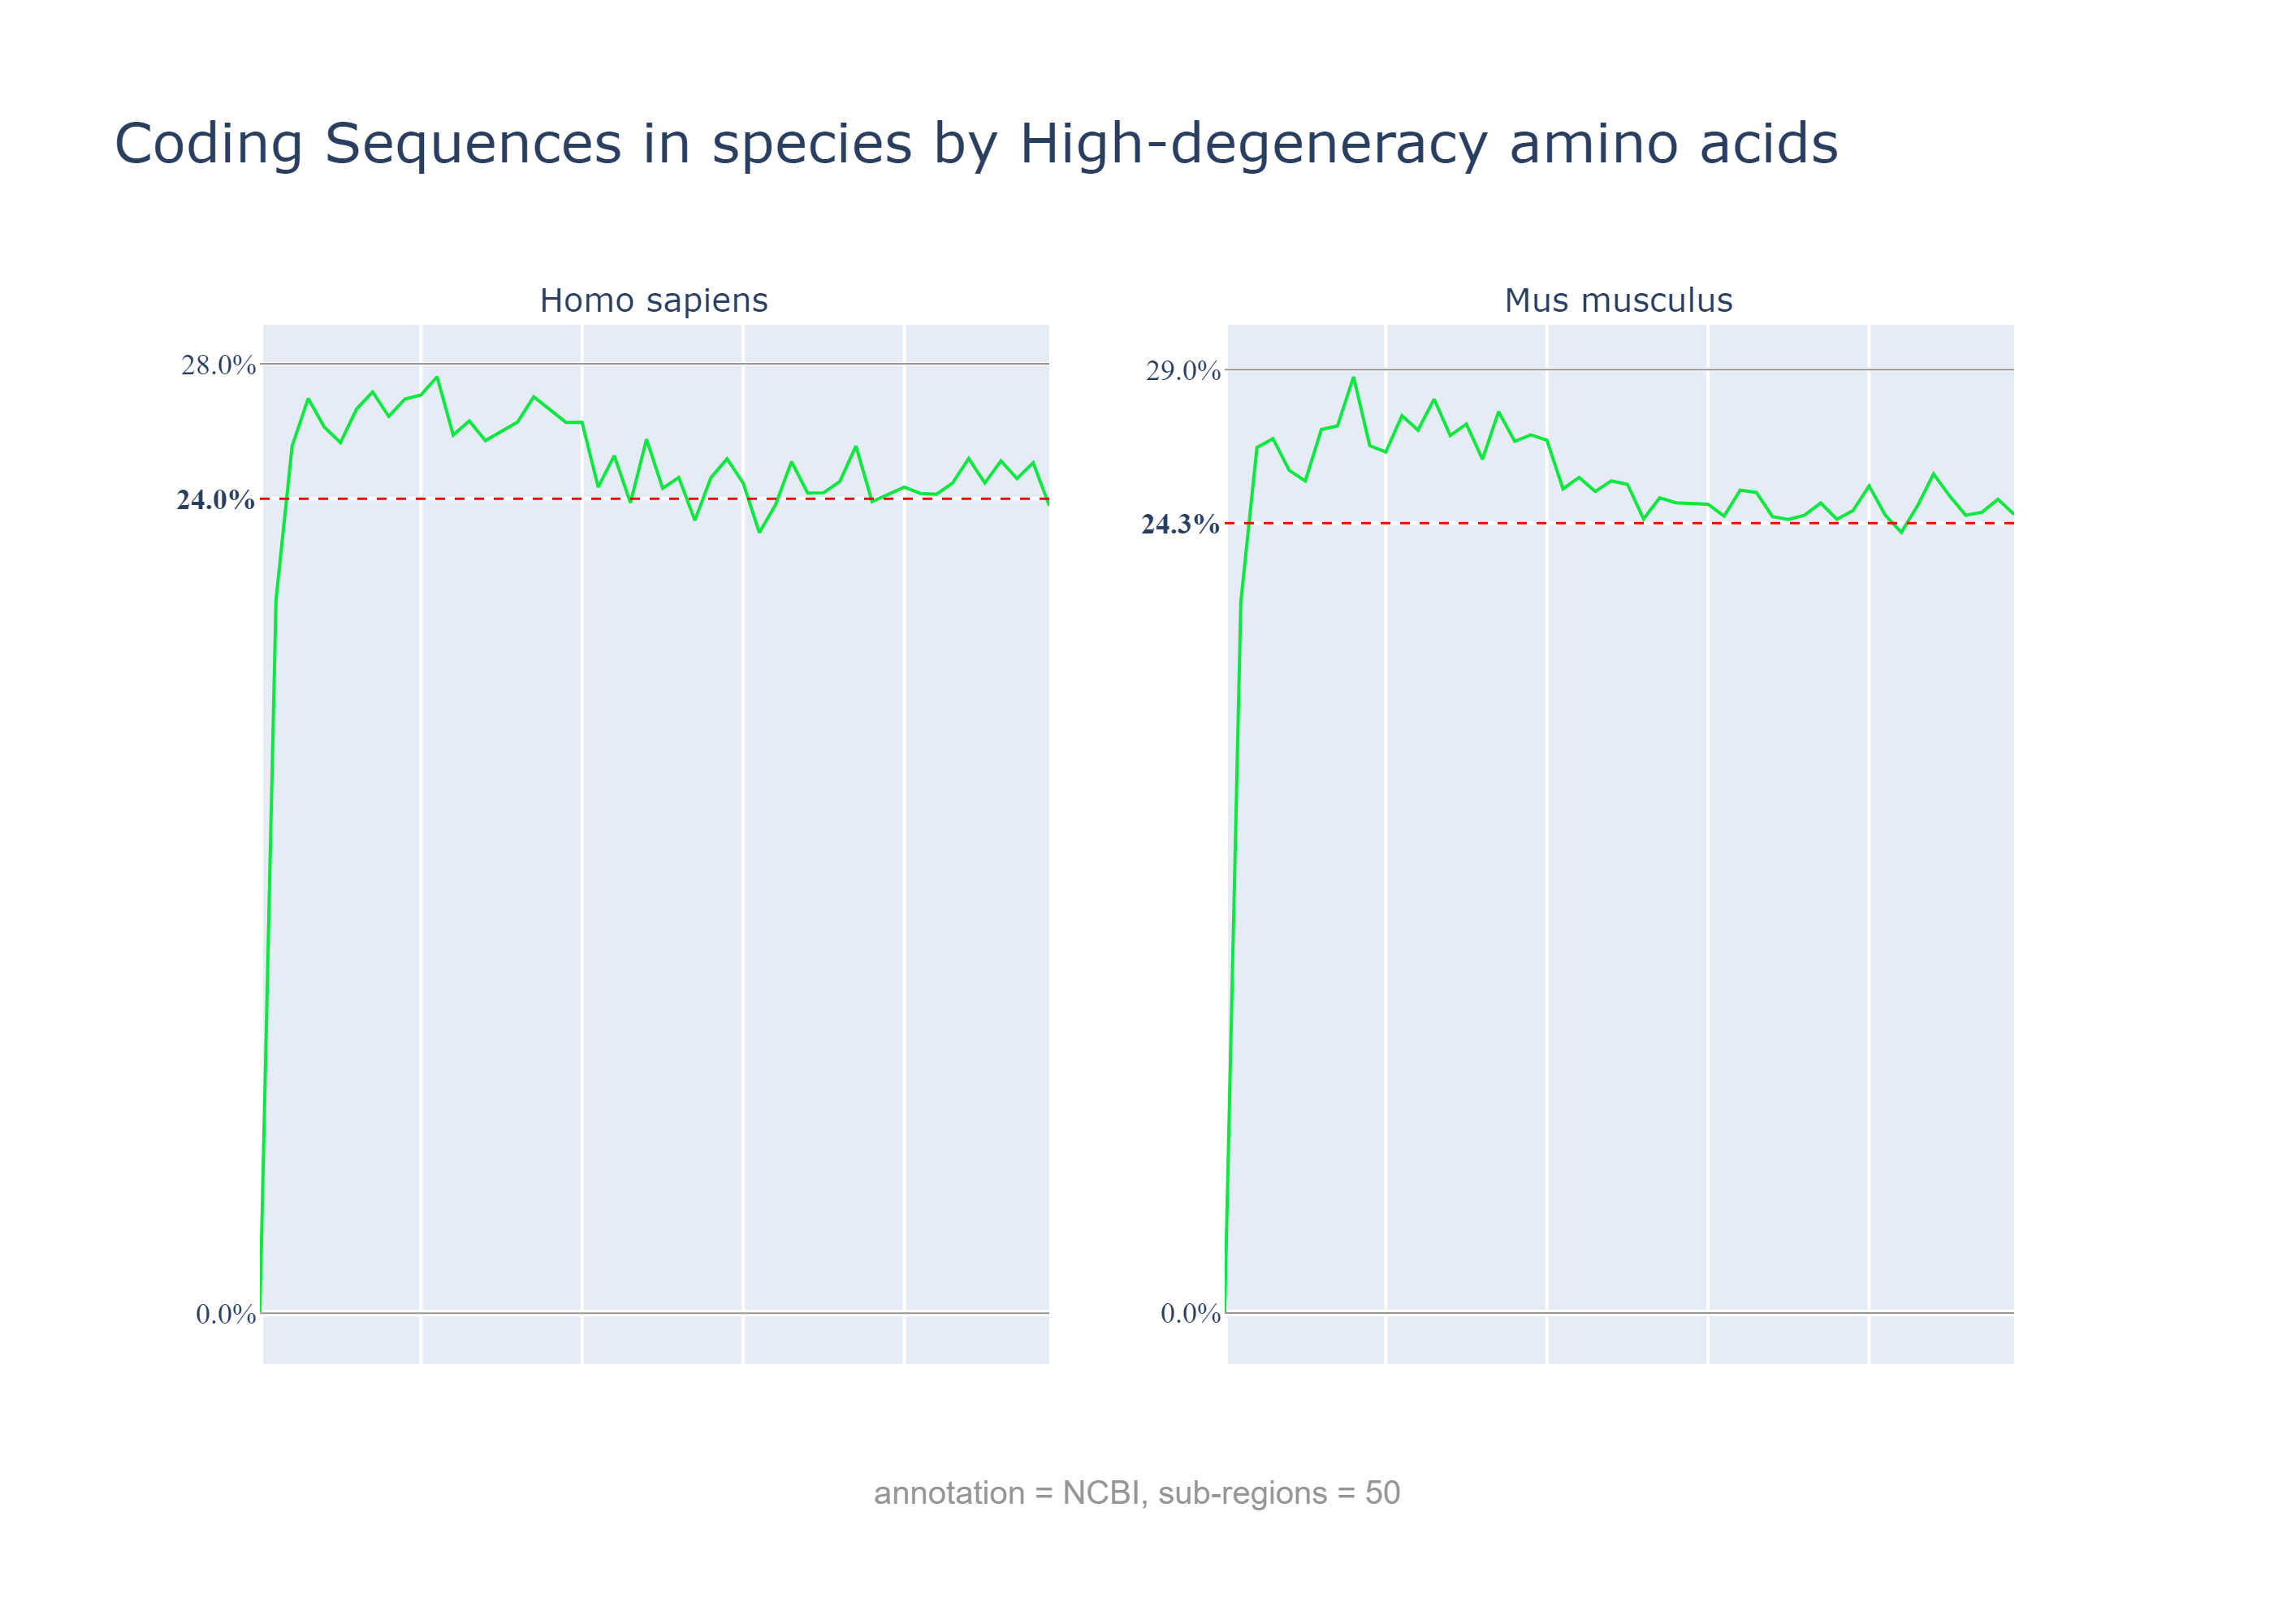 Coding Sequences in species by High-degeneracy amino acids
Homo sapiens
28.0%
24.0%
0.0%
Mus musculus
29.0%
24.3%
0.0%
annotation = NCBI, sub-regions = 50